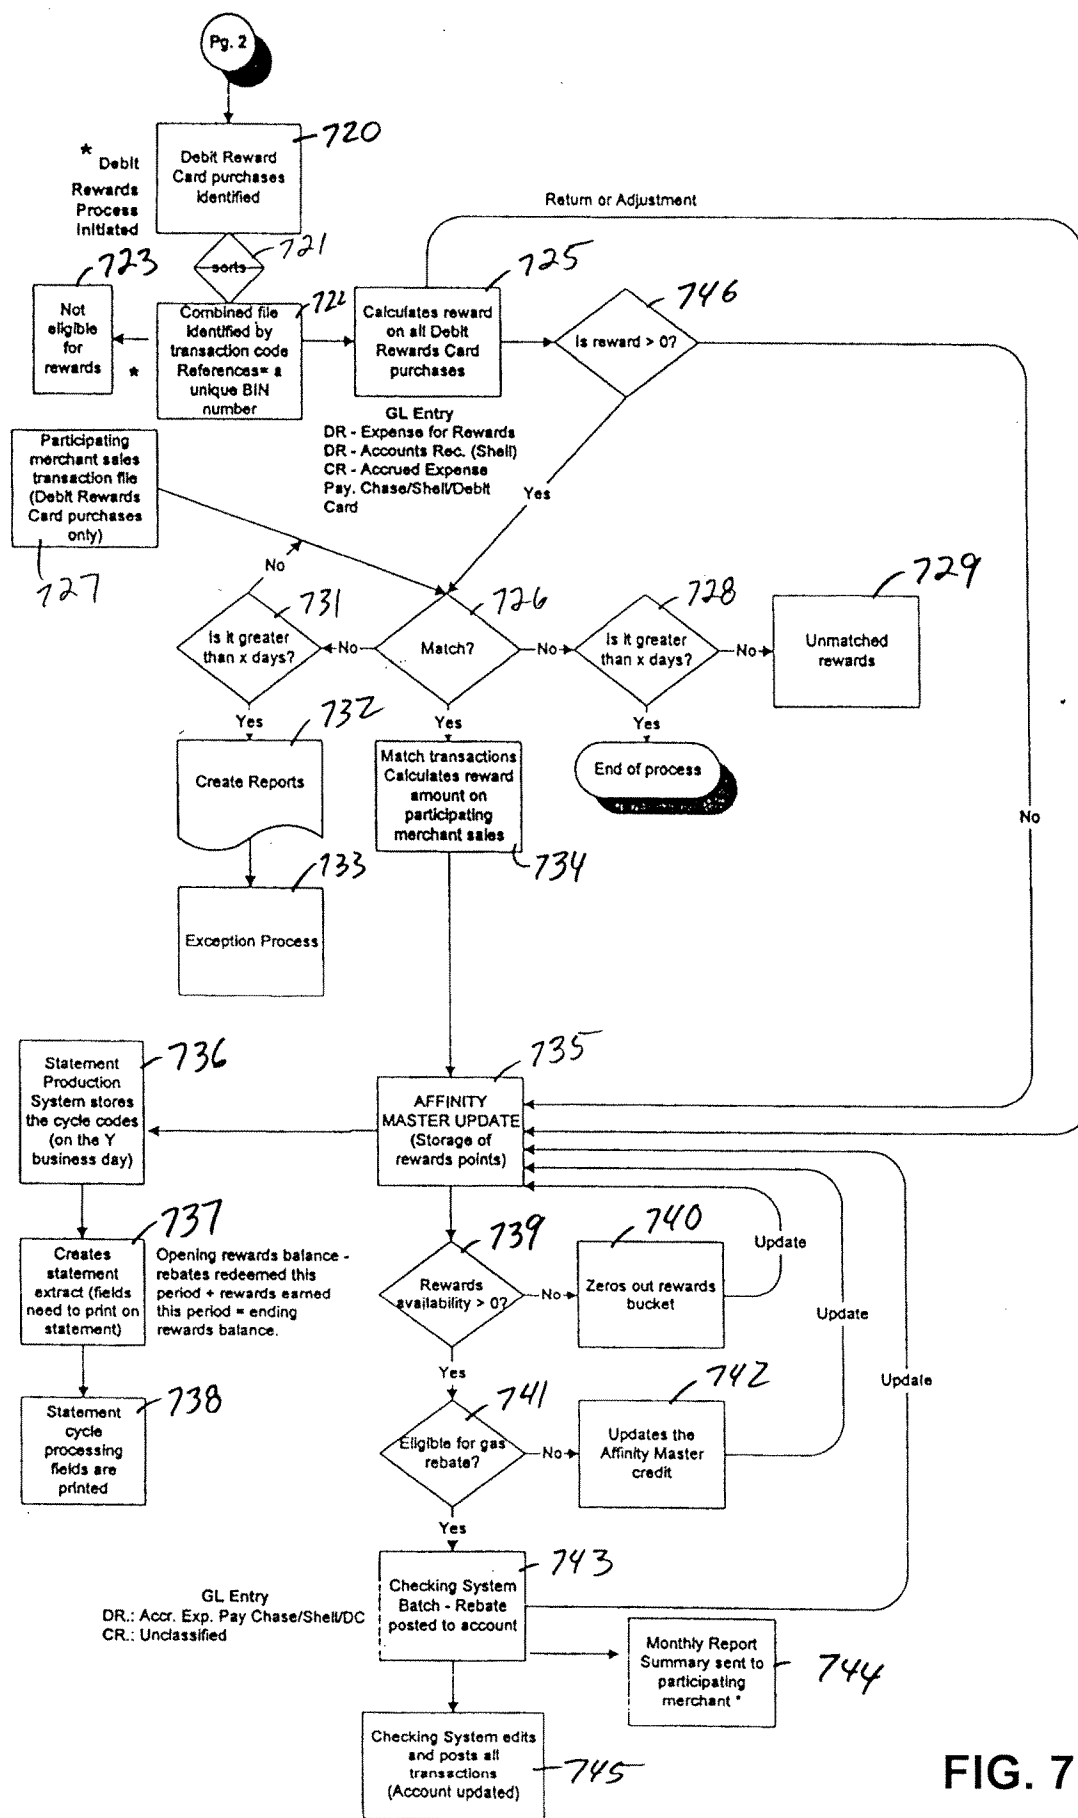 Pg. 2
720
* Debit
Rewards
Process
Initiated
Debit Reward
Card purchases
identified
Return or Adjustment
721
sorts
723
Not
eligible
for
rewards
*
722
Combined file
identified by
transaction code
References= a
unique BIN
number
725
Calculates reward
on all Debit
Rewards Card
purchases
746
Is reward > 0?
GL Entry
DR - Expense for Rewards
DR - Accounts Rec. (Shell)
CR - Accrued Expense
Pay. Chase/Shell/Debit
Card
Participating
merchant sales
transaction file
(Debit Rewards
Card purchases
only)
727
Yes
No
731
Is it greater
than x days?
No
726
Match?
No
728
Is it greater
than x days?
No
729
Unmatched
rewards
Yes
Yes
Yes
732
Create Reports
Match transactions
Calculates reward
amount on
participating
merchant sales
734
End of process
No
733
Exception Process
736
Statement
Production
System stores
the cycle codes
(on the Y
business day)
735
AFFINITY
MASTER UPDATE
(Storage of
rewards points)
737
Creates
statement
extract (fields
need to print on
statement)
Opening rewards balance -
rebates redeemed this
period + rewards earned
this period = ending
rewards balance.
739
Rewards
availability > 0?
No
740
Zeros out rewards
bucket
Update
Update
Update
738
Statement
cycle
processing
fields are
printed
Yes
741
Eligible for gas
rebate?
No
742
Updates the
Affinity Master
credit
Yes
GL Entry
DR.: Accr. Exp. Pay Chase/Shell/DC
CR.: Unclassified
743
Checking System
Batch - Rebate
posted to account
Monthly Report
Summary sent to
participating
merchant *
744
Checking System edits
and posts all
transactions
(Account updated)
745
FIG. 7